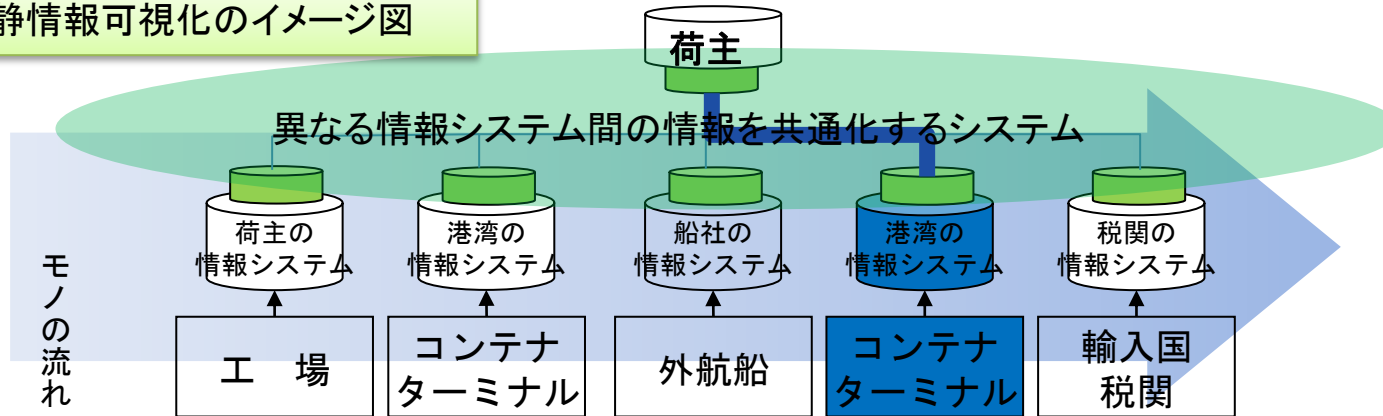 静情報可視化のイメージ図
荷主
異なる情報システム間の情報を共通化するシステム
荷主の
情報システム
港湾の
情報システム
船社の
情報システム
港湾の
情報システム
税関の
情報システム
モノの流れ
工 場
コンテナ
ターミナル
外航船
コンテナ
ターミナル
輸入国
税関